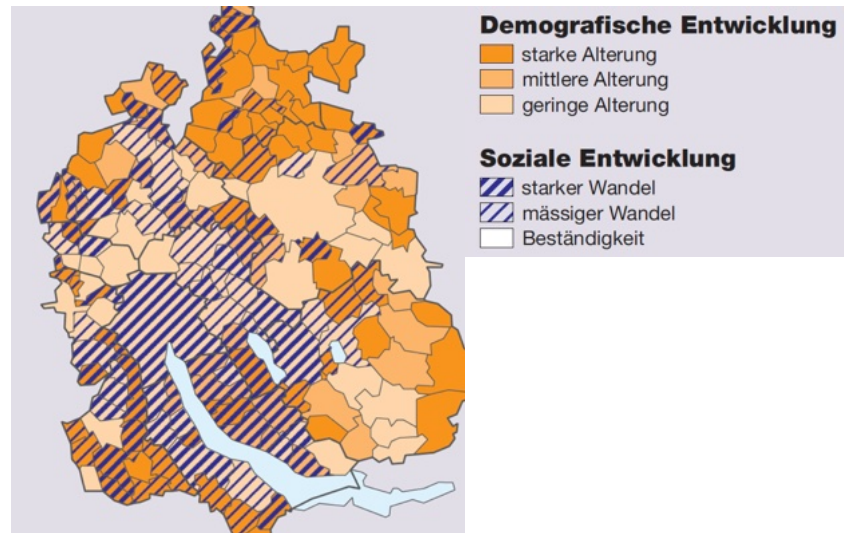 Demografische Entwicklung
starke Alterung
mittlere Alterung
geringe Alterung
Soziale Entwicklung
starker Wandel
mässiger Wandel
Beständigkeit